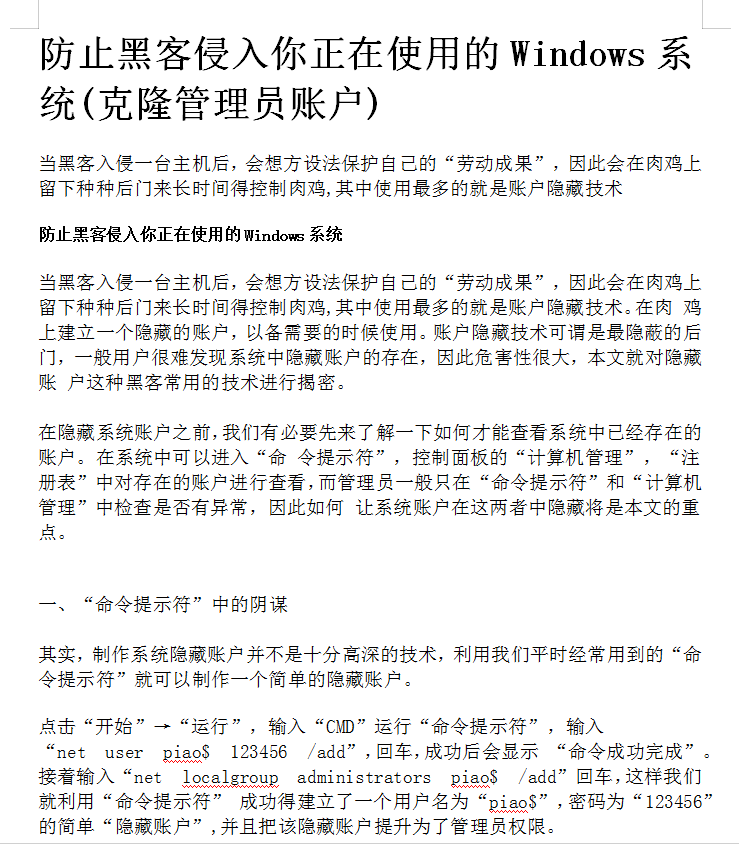 防止黑客侵入你正在使用的 Windows 系
统(克隆管理员账户)
当黑客入侵一台主机后，会想方设法保护自己的“劳动成果”，因此会在肉鸡上
留下种种后门来长时间得控制肉鸡,其中使用最多的就是账户隐藏技术
防止黑客侵入你正在使用的 Windows 系统
当黑客入侵一台主机后，会想方设法保护自己的“劳动成果”，因此会在肉鸡上
留下种种后门来长时间得控制肉鸡,其中使用最多的就是账户隐藏技术。在肉 鸡
上建立一个隐藏的账户，以备需要的时候使用。账户隐藏技术可谓是最隐蔽的后
门，一般用户很难发现系统中隐藏账户的存在，因此危害性很大，本文就对隐藏
账 户这种黑客常用的技术进行揭密。
在隐藏系统账户之前,我们有必要先来了解一下如何才能查看系统中已经存在的
账户。在系统中可以进入“命 令提示符”，控制面板的“计算机管理”，“注
册表”中对存在的账户进行查看,而管理员一般只在“命令提示符”和“计算机
管理”中检查是否有异常，因此如何 让系统账户在这两者中隐藏将是本文的重
点。
一、“命令提示符”中的阴谋
其实，制作系统隐藏账户并不是十分高深的技术，利用我们平时经常用到的“命
令提示符”就可以制作一个简单的隐藏账户。
点击“开始”→“运行”，输入“CMD”运行“命令提示符”，输入
“net user piao$ 123456 /add”,回车,成功后会显示 “命令成功完成”。
接着输入“net localgroup administrators piao$ /add”回车,这样我们
就利用“命令提示符” 成功得建立了一个用户名为“piao$”,密码为“123456”
的简单“隐藏账户”,并且把该隐藏账户提升为了管理员权限。